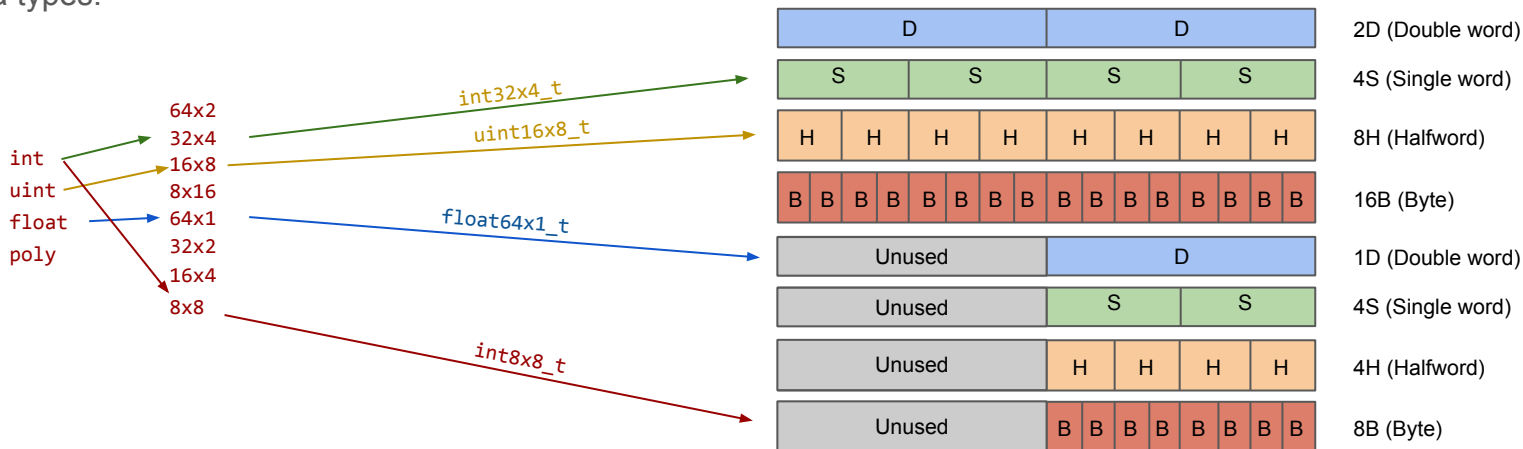 types.
int
uint
float
poly
64x2
32x4
16x8
8x16
64x1
32x2
16x4
8x8
int32x4_t
uint16x8_t
float64x1_t
int8x8_t
D D 2D (Double word)
S S S S 4S (Single word)
H H H H H H H H 8H (Halfword)
B B B B B B B B B B B B B B B B 16B (Byte)
Unused D 1D (Double word)
Unused S S 4S (Single word)
Unused H H H H 4H (Halfword)
Unused B B B B B B B B 8B (Byte)